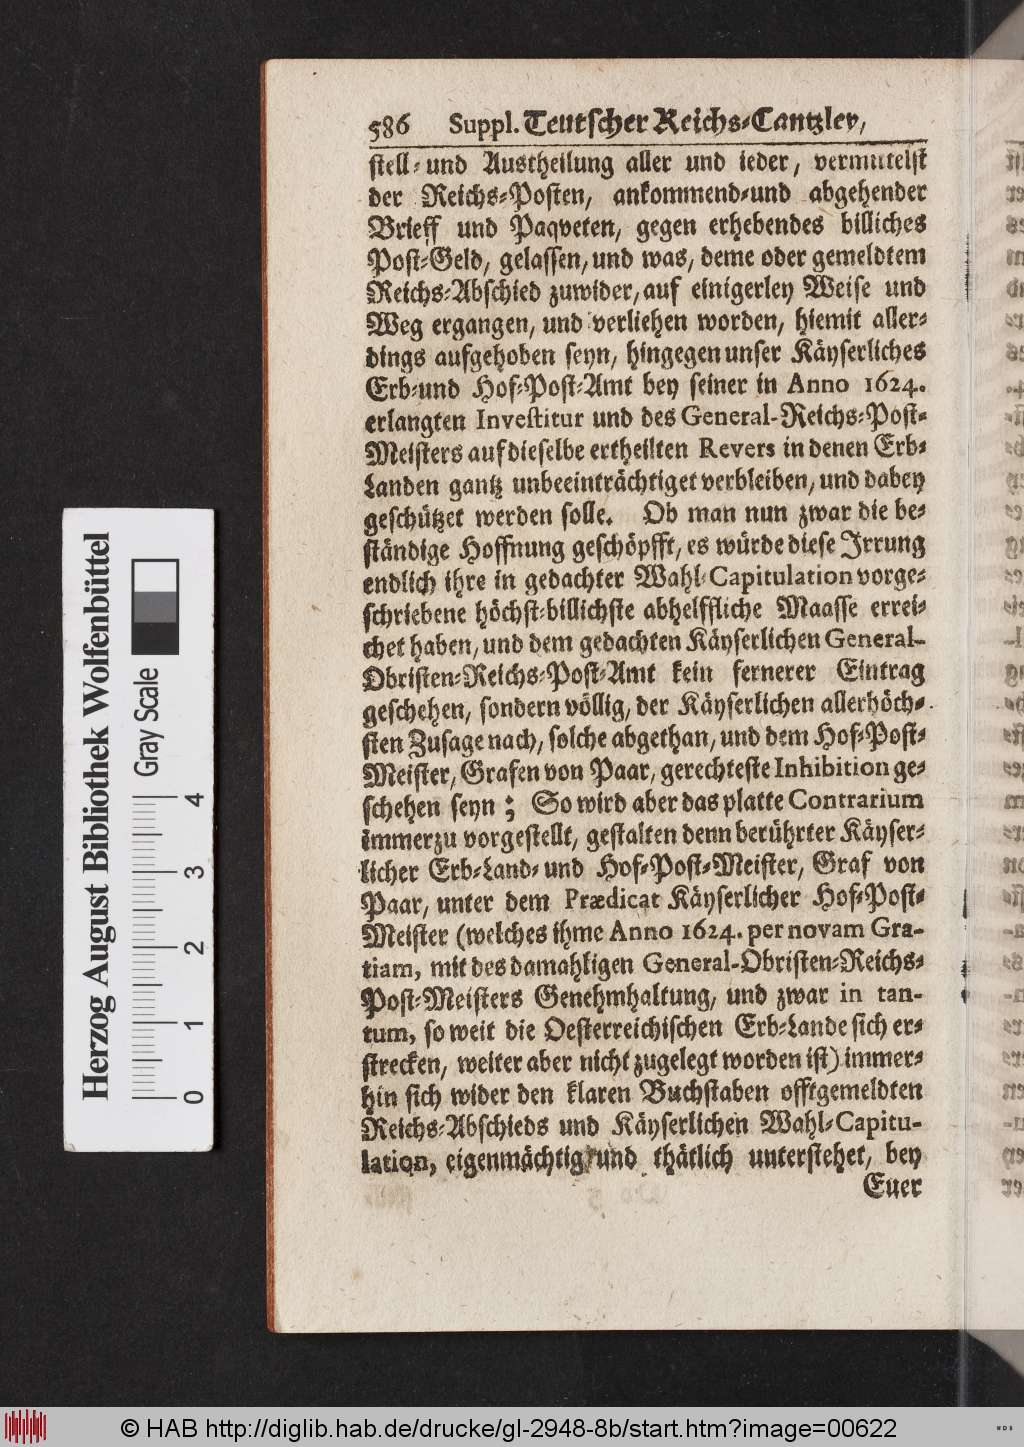 586 Suppl. Teutscher Reichs-Cantzley,
stell- und Austheilung aller und ieder, vermittelst
der Reichs-Posten, ankommend- und abgehender
Brieff und Paqveten, gegen erhebendes billiches
Post-Geld, gelassen, und was, deme oder gemeldtem
Reichs-Abschied zuwider, auf einigerley Weise und
Weg ergangen, und verliehen worden, hiemit aller-
dings aufgehoben seyn, hingegen unser Käyserliches
Erb- und Hof-Post-Amt bey seiner in Anno 1624.
erlangten Investitur und des General-Reichs-Post-
Meisters auf dieselbe ertheilten Revers in denen Erb-
Landen gantz unbeeinträchtiget verbleiben, und dabey
geschützet werden solle. Ob man nun zwar die be-
ständige Hoffnung geschöpfft, es würde diese Irrung
endlich ihre in gedachter Wahl-Capitulation vorge-
schriebene höchst-billichste abhelffliche Maasse errei-
chet haben, und dem gedachten Käyserlichen General-
Obristen-Reichs-Post-Amt kein fernerer Eintrag
geschehen, sondern völlig, der Käyserlichen allerhöch-
sten Zusage nach, solche abgethan, und dem Hof-Post-
Meister, Grafen von Paar, gerechteste Inhibition ge-
schehen seyn; So wird aber das platte Contrarium
immerzu vorgestellt, gestalten denn berührter Käyser-
licher Erb-Land- und Hof-Post-Meister, Graf von
Paar, unter dem Prædicat Käyserlicher Hof-Post-
Meister (welches ihme Anno 1624. per novam Gra-
tiam, mit des damahligen General-Obristen-Reichs-
Post-Meisters Genehmhaltung, und zwar in tan-
tum, so weit die Oesterreichischen Erb-Lande sich er-
strecken, weiter aber nicht zugelegt worden ist) immer-
hin sich wider den klaren Buchstaben offtgemeldten
Reichs-Abschieds und Käyserlichen Wahl-Capitu-
lation, eigenmächtig und thätlich unterstehet, bey
Euer
Herzog August Bibliothek Wolfenbüttel
Gray Scale
0 1 2 3 4
© HAB http://diglib.hab.de/drucke/gl-2948-8b/start.htm?image=00622